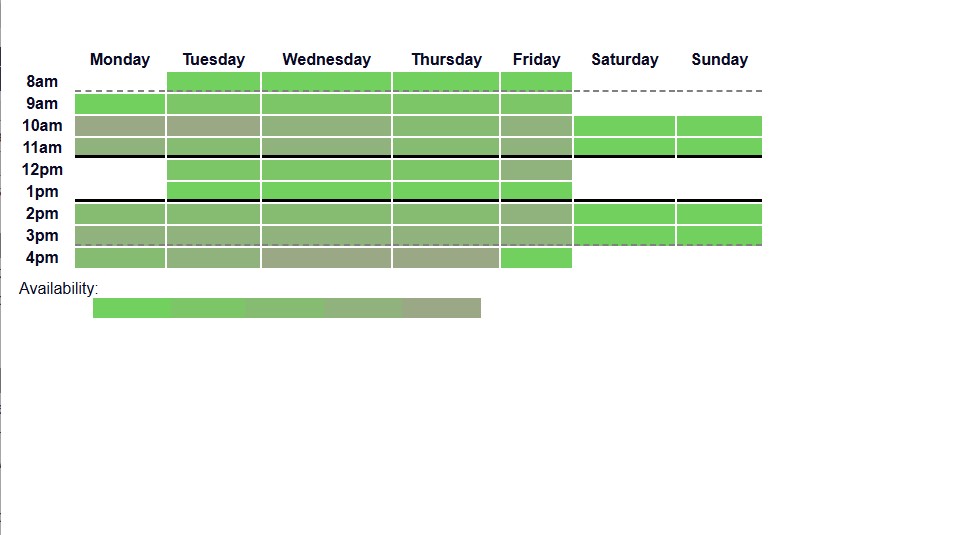 Monday Tuesday Wednesday Thursday Friday Saturday Sunday
8am
9am
10am
11am
12pm
1pm
2pm
3pm
4pm
Availability: